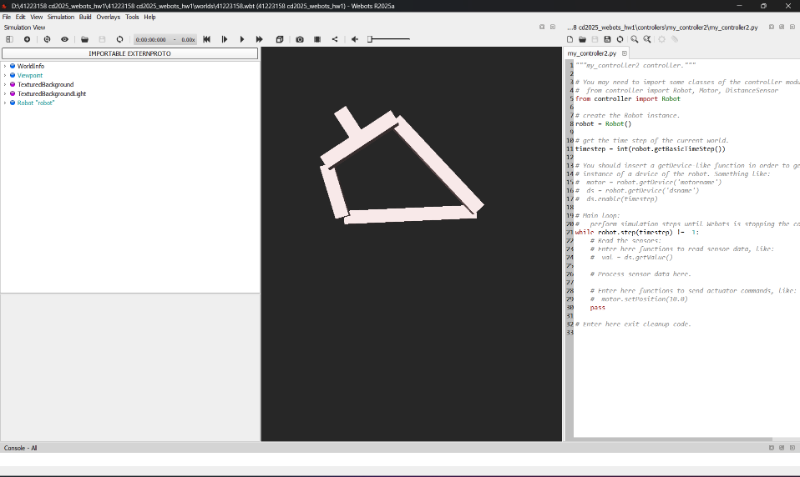 D:\41223158 cd2025_webots_hw1\41223158 cd2025_webots_hw1\worlds\41223158.wbt (41223158 cd2025_webots_hw1) - Webots R2025a
File Edit View Simulation Build Overlays Tools Help
Simulation View
...8 cd2025_webots_hw1\controllers\my_controller2\my_controller2.py
0:00:00:000 - 0.00x
IMPORTABLE EXTERNPROTO
WorldInfo
Viewpoint
TexturedBackground
TexturedBackgroundLight
Robot "robot"
my_controller2.py
1 """my_controller2 controller."""
2
3 # You may need to import some classes of the controller modu
4 # from controller import Robot, Motor, DistanceSensor
5 from controller import Robot
6
7 # create the Robot instance.
8 robot = Robot()
9
10 # get the time step of the current world.
11 timestep = int(robot.getBasicTimeStep())
12
13 # You should insert a getDevice-like function in order to ge
14 # instance of a device of the robot. Something like:
15 # motor = robot.getDevice('motorname')
16 # ds = robot.getDevice('dsname')
17 # ds.enable(timestep)
18
19 # Main loop:
20 # - perform simulation steps until Webots is stopping the co
21 while robot.step(timestep) != -1:
22 # Read the sensors:
23 # Enter here functions to read sensor data, like:
24 # val = ds.getValue()
25
26 # Process sensor data here.
27
28 # Enter here functions to send actuator commands, like:
29 # motor.setPosition(10.0)
30 pass
31
32 # Enter here exit cleanup code.
33
Console - All